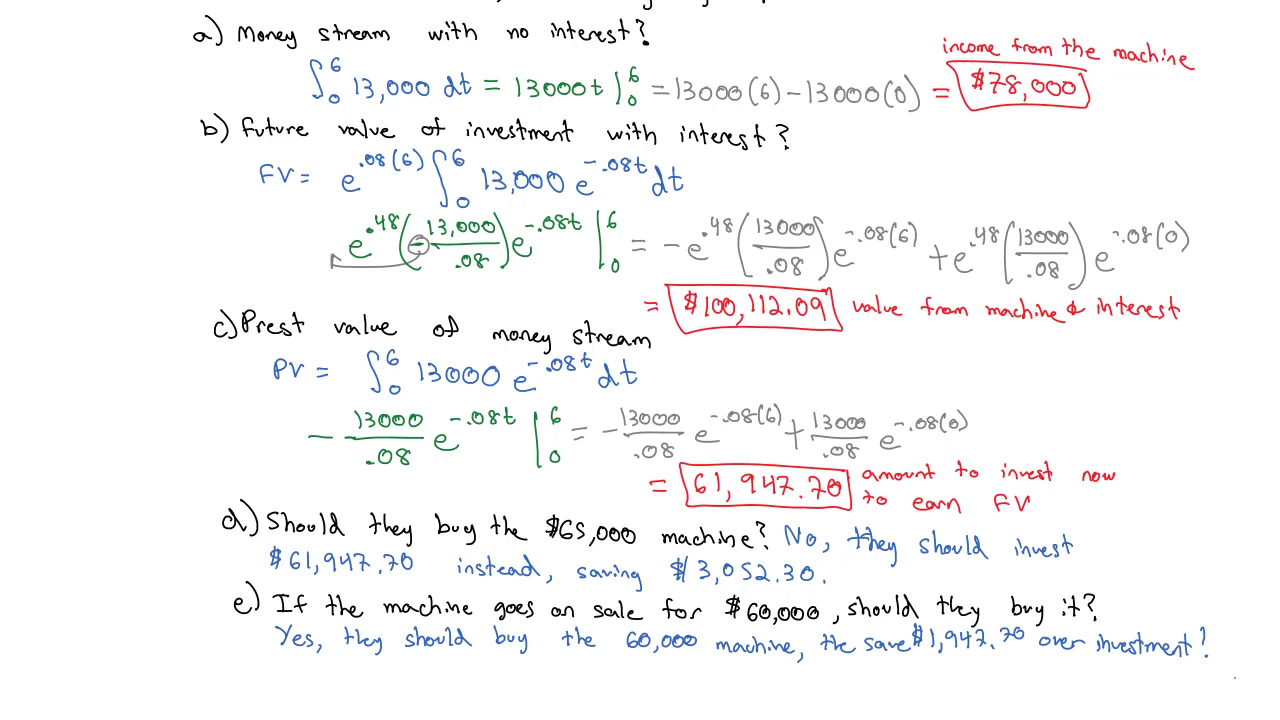 a) Money stream with no interest?
income from the machine
∫₀⁶ 13,000 dt = 13000t |₀⁶ = 13000(6) - 13000(0) = $78,000
b) Future value of investment with interest?
FV = e^.08(6) ∫₀⁶ 13,000 e^-.08t dt
e^.48 (-13,000/.08) e^-.08t |₀⁶ = -e^.48 (13000/.08) e^-.08(6) + e^.48 (13000/.08) e^-.08(0)
= $100,112.09 value from machine & interest
c) Prest value of money stream
PV = ∫₀⁶ 13000 e^-.08t dt
-13000/.08 e^-.08t |₀⁶ = -13000/.08 e^-.08(6) + 13000/.08 e^-.08(0)
= 61,947.70 amount to invest now
to earn FV
d) Should they buy the $65,000 machine? No, they should invest
$61,947.70 instead, saving $3,052.30.
e) If the machine goes on sale for $60,000, should they buy it?
Yes, they should buy the 60,000 machine, the save $1,947.70 over investment!